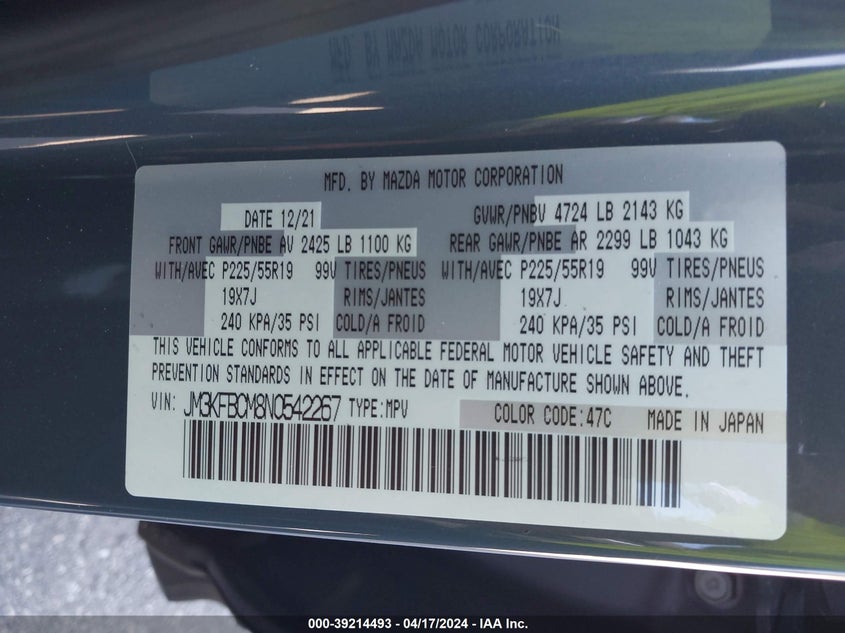 MFD. BY MAZDA MOTOR CORPORATION
DATE 12/21 GVWR/PNBV 4724 LB 2143 KG
FRONT GAWR/PNBE AV 2425 LB 1100 KG REAR GAWR/PNBE AR 2299 LB 1043 KG
WITH/AVEC P225/55R19 99V TIRES/PNEUS WITH/AVEC P225/55R19 99V TIRES/PNEUS
19X7J RIMS/JANTES 19X7J RIMS/JANTES
240 KPA/35 PSI COLD/A FROID 240 KPA/35 PSI COLD/A FROID
THIS VEHICLE CONFORMS TO ALL APPLICABLE FEDERAL MOTOR VEHICLE SAFETY AND THEFT
PREVENTION STANDARDS IN EFFECT ON THE DATE OF MANUFACTURE SHOWN ABOVE.
VIN: JM3KFBCM8N0542267 TYPE:MPV COLOR CODE:47C MADE IN JAPAN
000-39214493 - 04/17/2024 - IAA Inc.